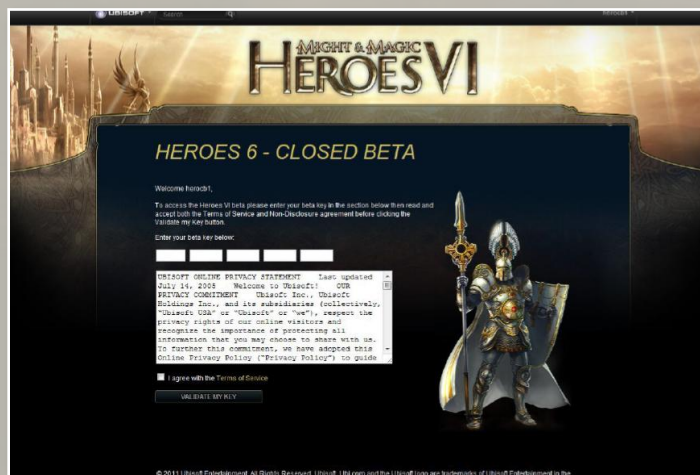 UBISOFT
Search
herocb1
MIGHT & MAGIC
HEROES VI
HEROES 6 - CLOSED BETA
Welcome herocb1,
To access the Heroes VI beta please enter your beta key in the section below then read and
accept both the Terms of Service and Non-Disclosure agreement before clicking the
Validate my Key button.
Enter your beta key below:
UBISOFT ONLINE PRIVACY STATEMENT Last updated
July 14, 2005 Welcome to Ubisoft! OUR
PRIVACY COMMITMENT Ubisoft Inc., Ubisoft
Holdings Inc., and its subsidiaries (collectively,
"Ubisoft USA" or "Ubisoft" or "we"), respect the
privacy rights of our online visitors and
recognize the importance of protecting all
information that you may choose to share with us.
To further this commitment, we have adopted this
Online Privacy Policy ("Privacy Policy") to guide
I agree with the Terms of Service
VALIDATE MY KEY
© 2011 Ubisoft Entertainment. All Rights Reserved. Ubisoft, Ubi.com and the Ubisoft logo are trademarks of Ubisoft Entertainment in the